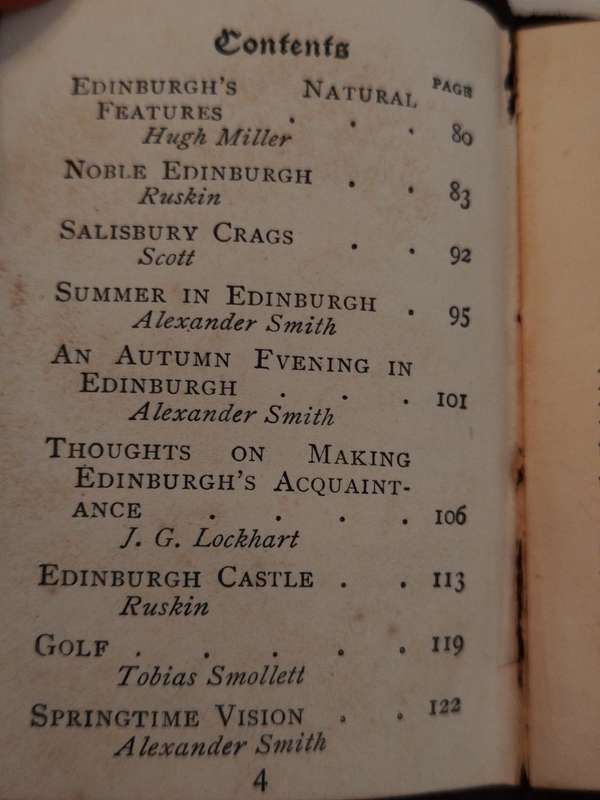 Contents
PAGE
EDINBURGH'S NATURAL
FEATURES . . . 80
Hugh Miller
NOBLE EDINBURGH . . 83
Ruskin
SALISBURY CRAGS . . 92
Scott
SUMMER IN EDINBURGH . 95
Alexander Smith
AN AUTUMN EVENING IN
EDINBURGH . . . 101
Alexander Smith
THOUGHTS ON MAKING
EDINBURGH'S ACQUAINT-
ANCE . . . . 106
J. G. Lockhart
EDINBURGH CASTLE . . 113
Ruskin
GOLF . . . . . 119
Tobias Smollett
SPRINGTIME VISION . . 122
Alexander Smith
4